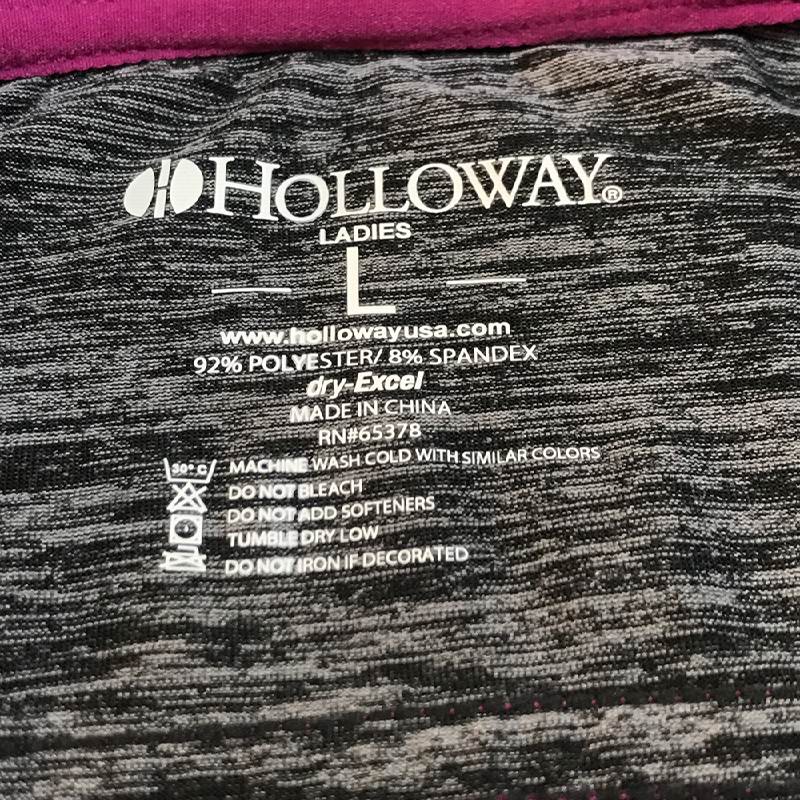 HOLLOWAY®
LADIES
L
www.hollowayusa.com
92% POLYESTER/ 8% SPANDEX
dry-Excel
MADE IN CHINA
RN#65378
30° C MACHINE WASH COLD WITH SIMILAR COLORS
DO NOT BLEACH
DO NOT ADD SOFTENERS
TUMBLE DRY LOW
DO NOT IRON IF DECORATED